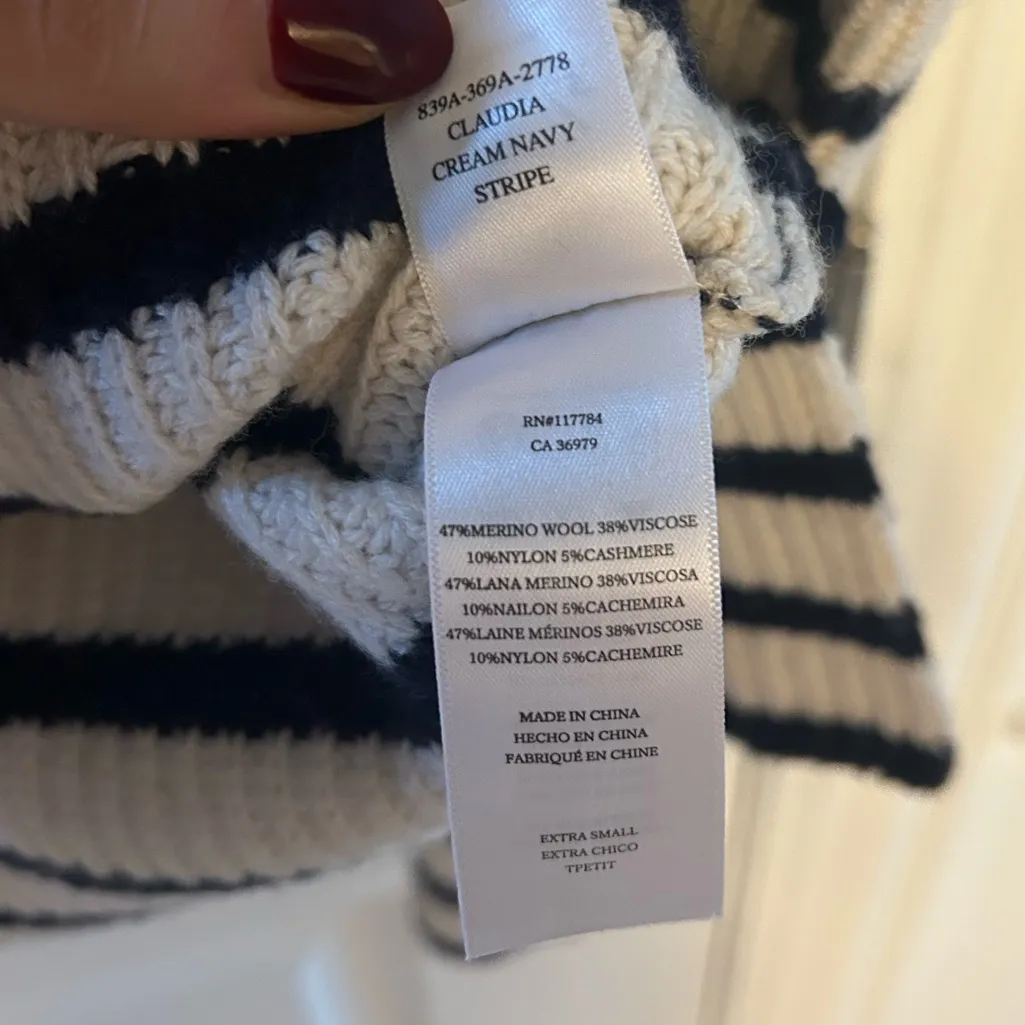 839A-369A-2778
CLAUDIA
CREAM NAVY
STRIPE
RN#117784
CA 36979
47%MERINO WOOL 38%VISCOSE
10%NYLON 5%CASHMERE
47%LANA MERINO 38%VISCOSA
10%NAILON 5%CACHEMIRA
47%LAINE MÉRINOS 38%VISCOSE
10%NYLON 5%CACHEMIRE
MADE IN CHINA
HECHO EN CHINA
FABRIQUÉ EN CHINE
EXTRA SMALL
EXTRA CHICO
TPETIT